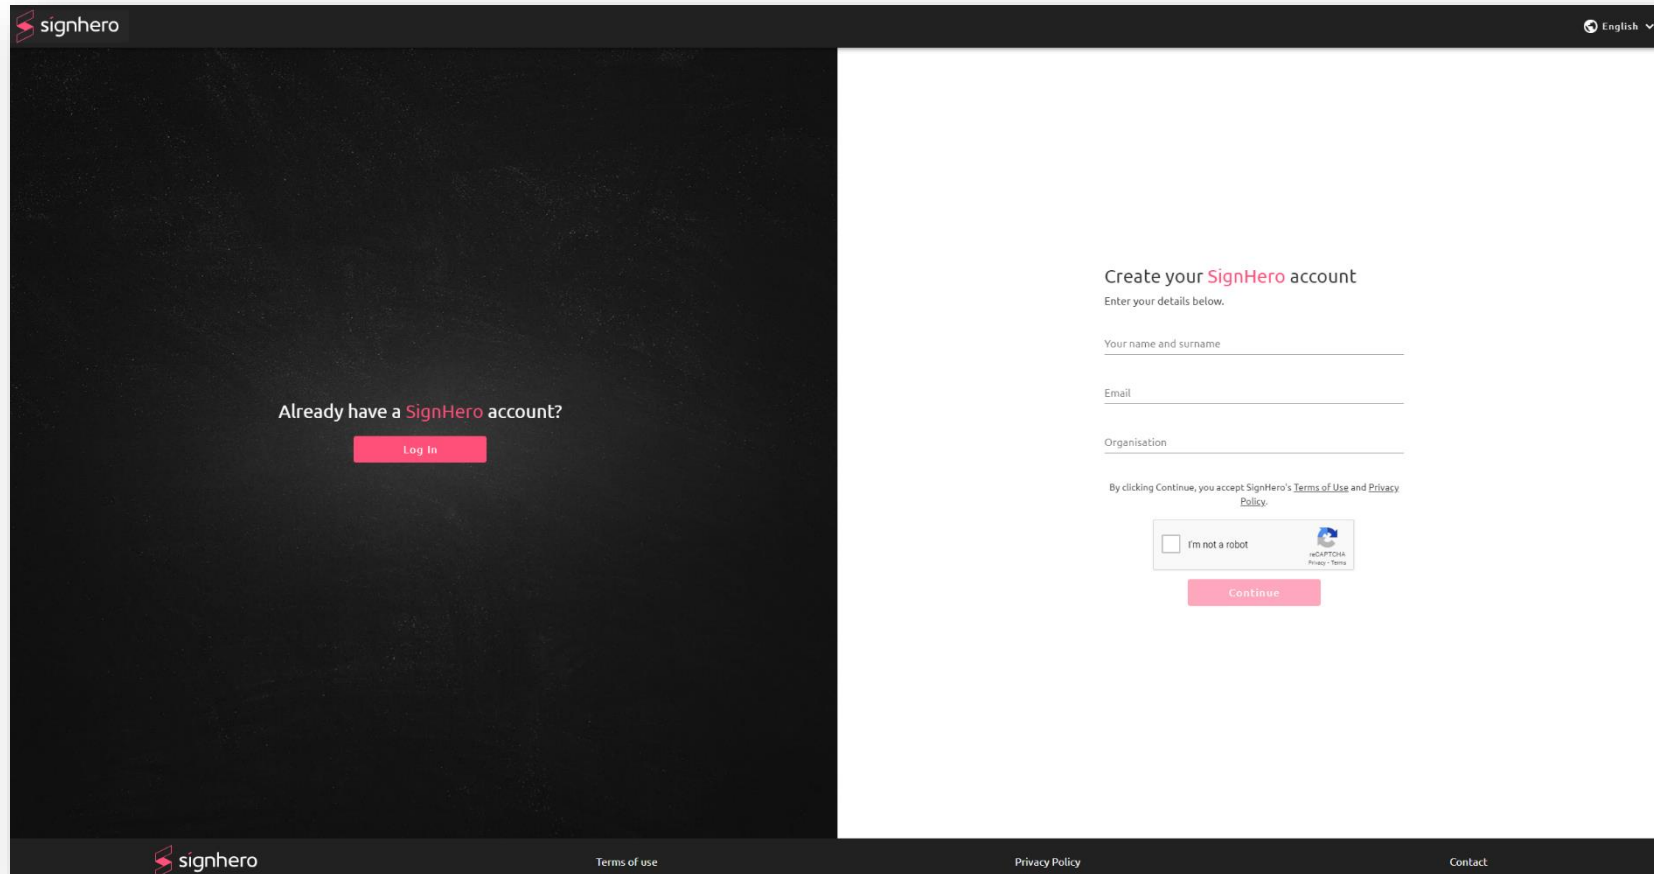 signhero
English
Already have a SignHero account?
Log In
Create your SignHero account
Enter your details below.
Your name and surname
Email
Organisation
By clicking Continue, you accept SignHero's Terms of Use and Privacy
Policy.
I'm not a robot
reCAPTCHA
Privacy - Terms
Continue
signhero
Terms of use
Privacy Policy
Contact